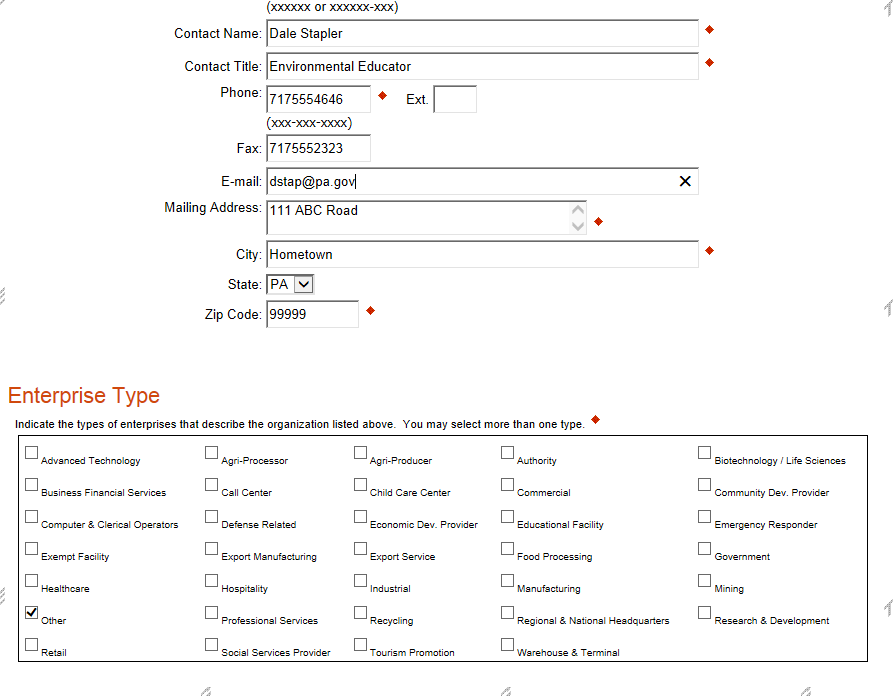 (xxxxxx or xxxxxx-xxx)
Contact Name: Dale Stapler
Contact Title: Environmental Educator
Phone: 7175554646 Ext.
(xxx-xxx-xxxx)
Fax: 7175552323
E-mail: dstap@pa.gov
Mailing Address: 111 ABC Road
City: Hometown
State: PA
Zip Code: 99999
Enterprise Type
Indicate the types of enterprises that describe the organization listed above. You may select more than one type.
Advanced Technology Agri-Processor Agri-Producer Authority Biotechnology / Life Sciences
Business Financial Services Call Center Child Care Center Commercial Community Dev. Provider
Computer & Clerical Operators Defense Related Economic Dev. Provider Educational Facility Emergency Responder
Exempt Facility Export Manufacturing Export Service Food Processing Government
Healthcare Hospitality Industrial Manufacturing Mining
Other Professional Services Recycling Regional & National Headquarters Research & Development
Retail Social Services Provider Tourism Promotion Warehouse & Terminal